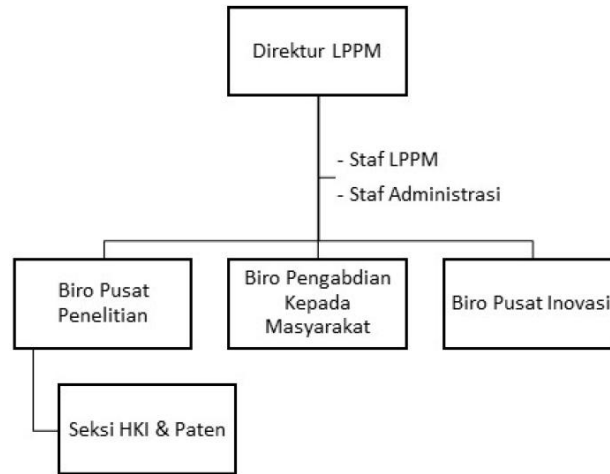 Direktur LPPM
- Staf LPPM
- Staf Administrasi
Biro Pusat
Penelitian
Biro Pengabdian
Kepada
Masyarakat
Biro Pusat Inovasi
Seksi HKI & Paten